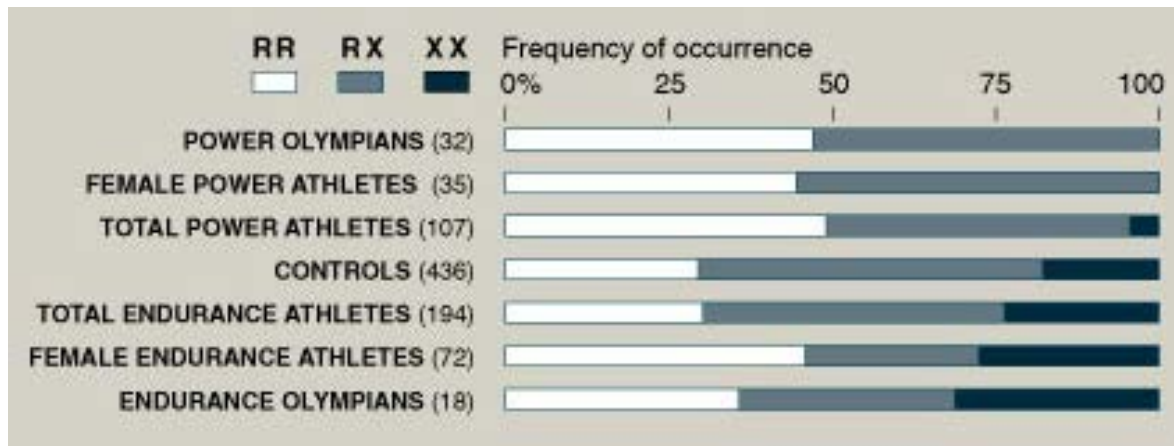 RR RX XX Frequency of occurrence
0% 25 50 75 100
POWER OLYMPIANS (32)
FEMALE POWER ATHLETES (35)
TOTAL POWER ATHLETES (107)
CONTROLS (436)
TOTAL ENDURANCE ATHLETES (194)
FEMALE ENDURANCE ATHLETES (72)
ENDURANCE OLYMPIANS (18)